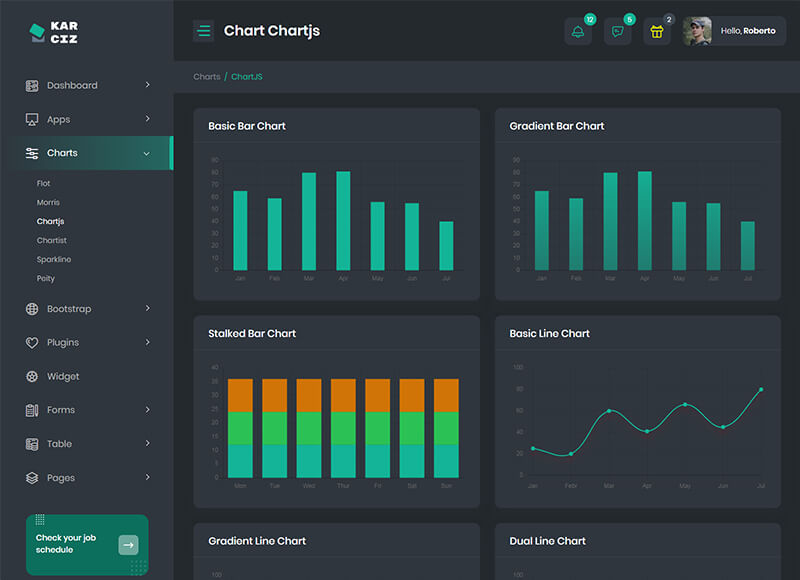 KAR
CIZ
Chart Chartjs
12
5
2
Hello, Roberto
Charts / ChartJS
Dashboard
Apps
Charts
Flot
Morris
Chartjs
Chartist
Sparkline
Peity
Bootstrap
Plugins
Widget
Forms
Table
Pages
Check your job
schedule
Basic Bar Chart
90
80
70
60
50
40
30
20
10
0
Jan Feb Mar Apr May Jun Jul
Gradient Bar Chart
90
80
70
60
50
40
30
20
10
0
Jan Feb Mar Apr May Jun Jul
Stalked Bar Chart
40
35
30
25
20
15
10
5
0
Mon Tue Wed Thur Fri Sat Sun
Basic Line Chart
100
80
60
40
20
0
Jan Febr Mar Apr May Jun Jul
Gradient Line Chart
100
Dual Line Chart
100